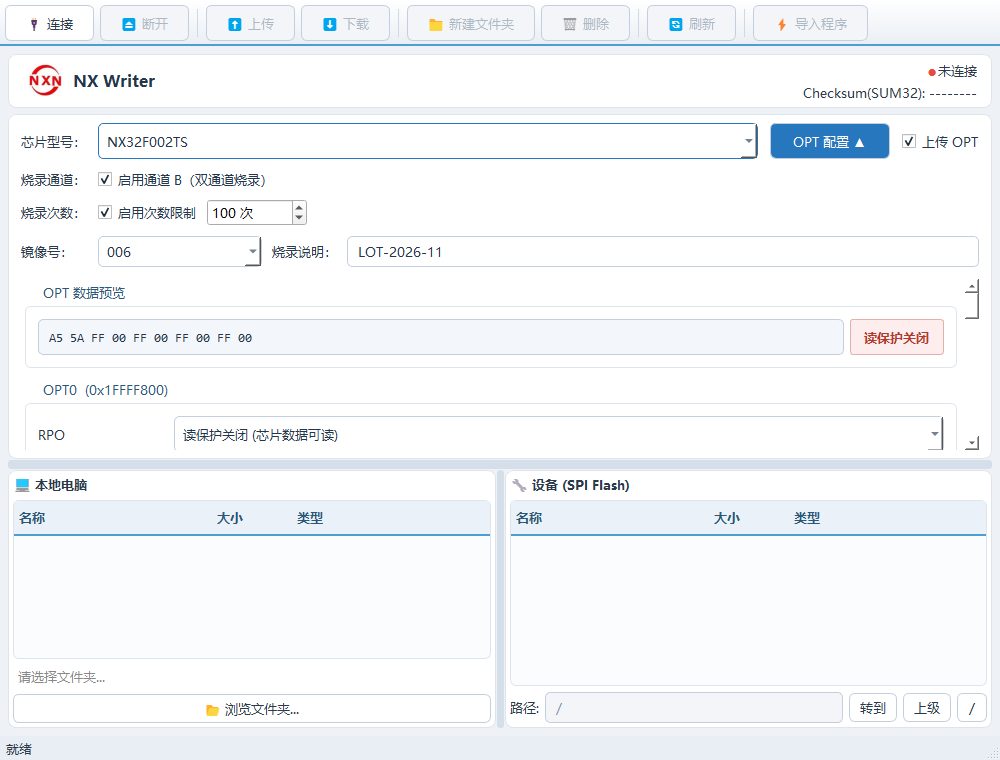 连接 断开 上传 下载 新建文件夹 删除 刷新 导入程序
NXN NX Writer
未连接
Checksum(SUM32): --------
芯片型号: NX32F002TS OPT 配置 ▲ 上传 OPT
烧录通道: 启用通道 B (双通道烧录)
烧录次数: 启用次数限制 100 次
镜像号: 006 烧录说明: LOT-2026-11
OPT 数据预览
A5 5A FF 00 FF 00 FF 00 FF 00 读保护关闭
OPT0 (0x1FFFF800)
RPO 读保护关闭 (芯片数据可读)
本地电脑
名称 大小 类型
请选择文件夹...
浏览文件夹...
设备 (SPI Flash)
名称 大小 类型
路径: / 转到 上级 /
就绪